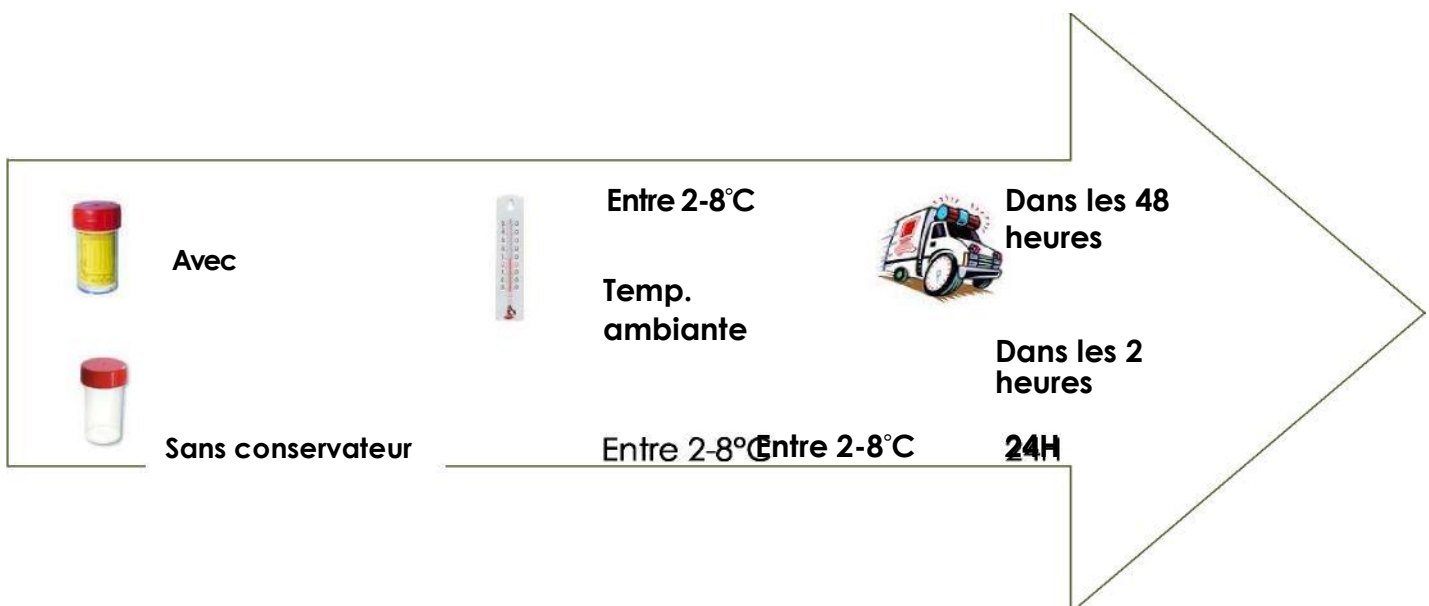 Avec
Entre 2-8°C
Dans les 48
heures
Temp.
ambiante
Dans les 2
heures
Sans conservateur
Entre 2-8°C
Entre 2-8°C
24H
24H